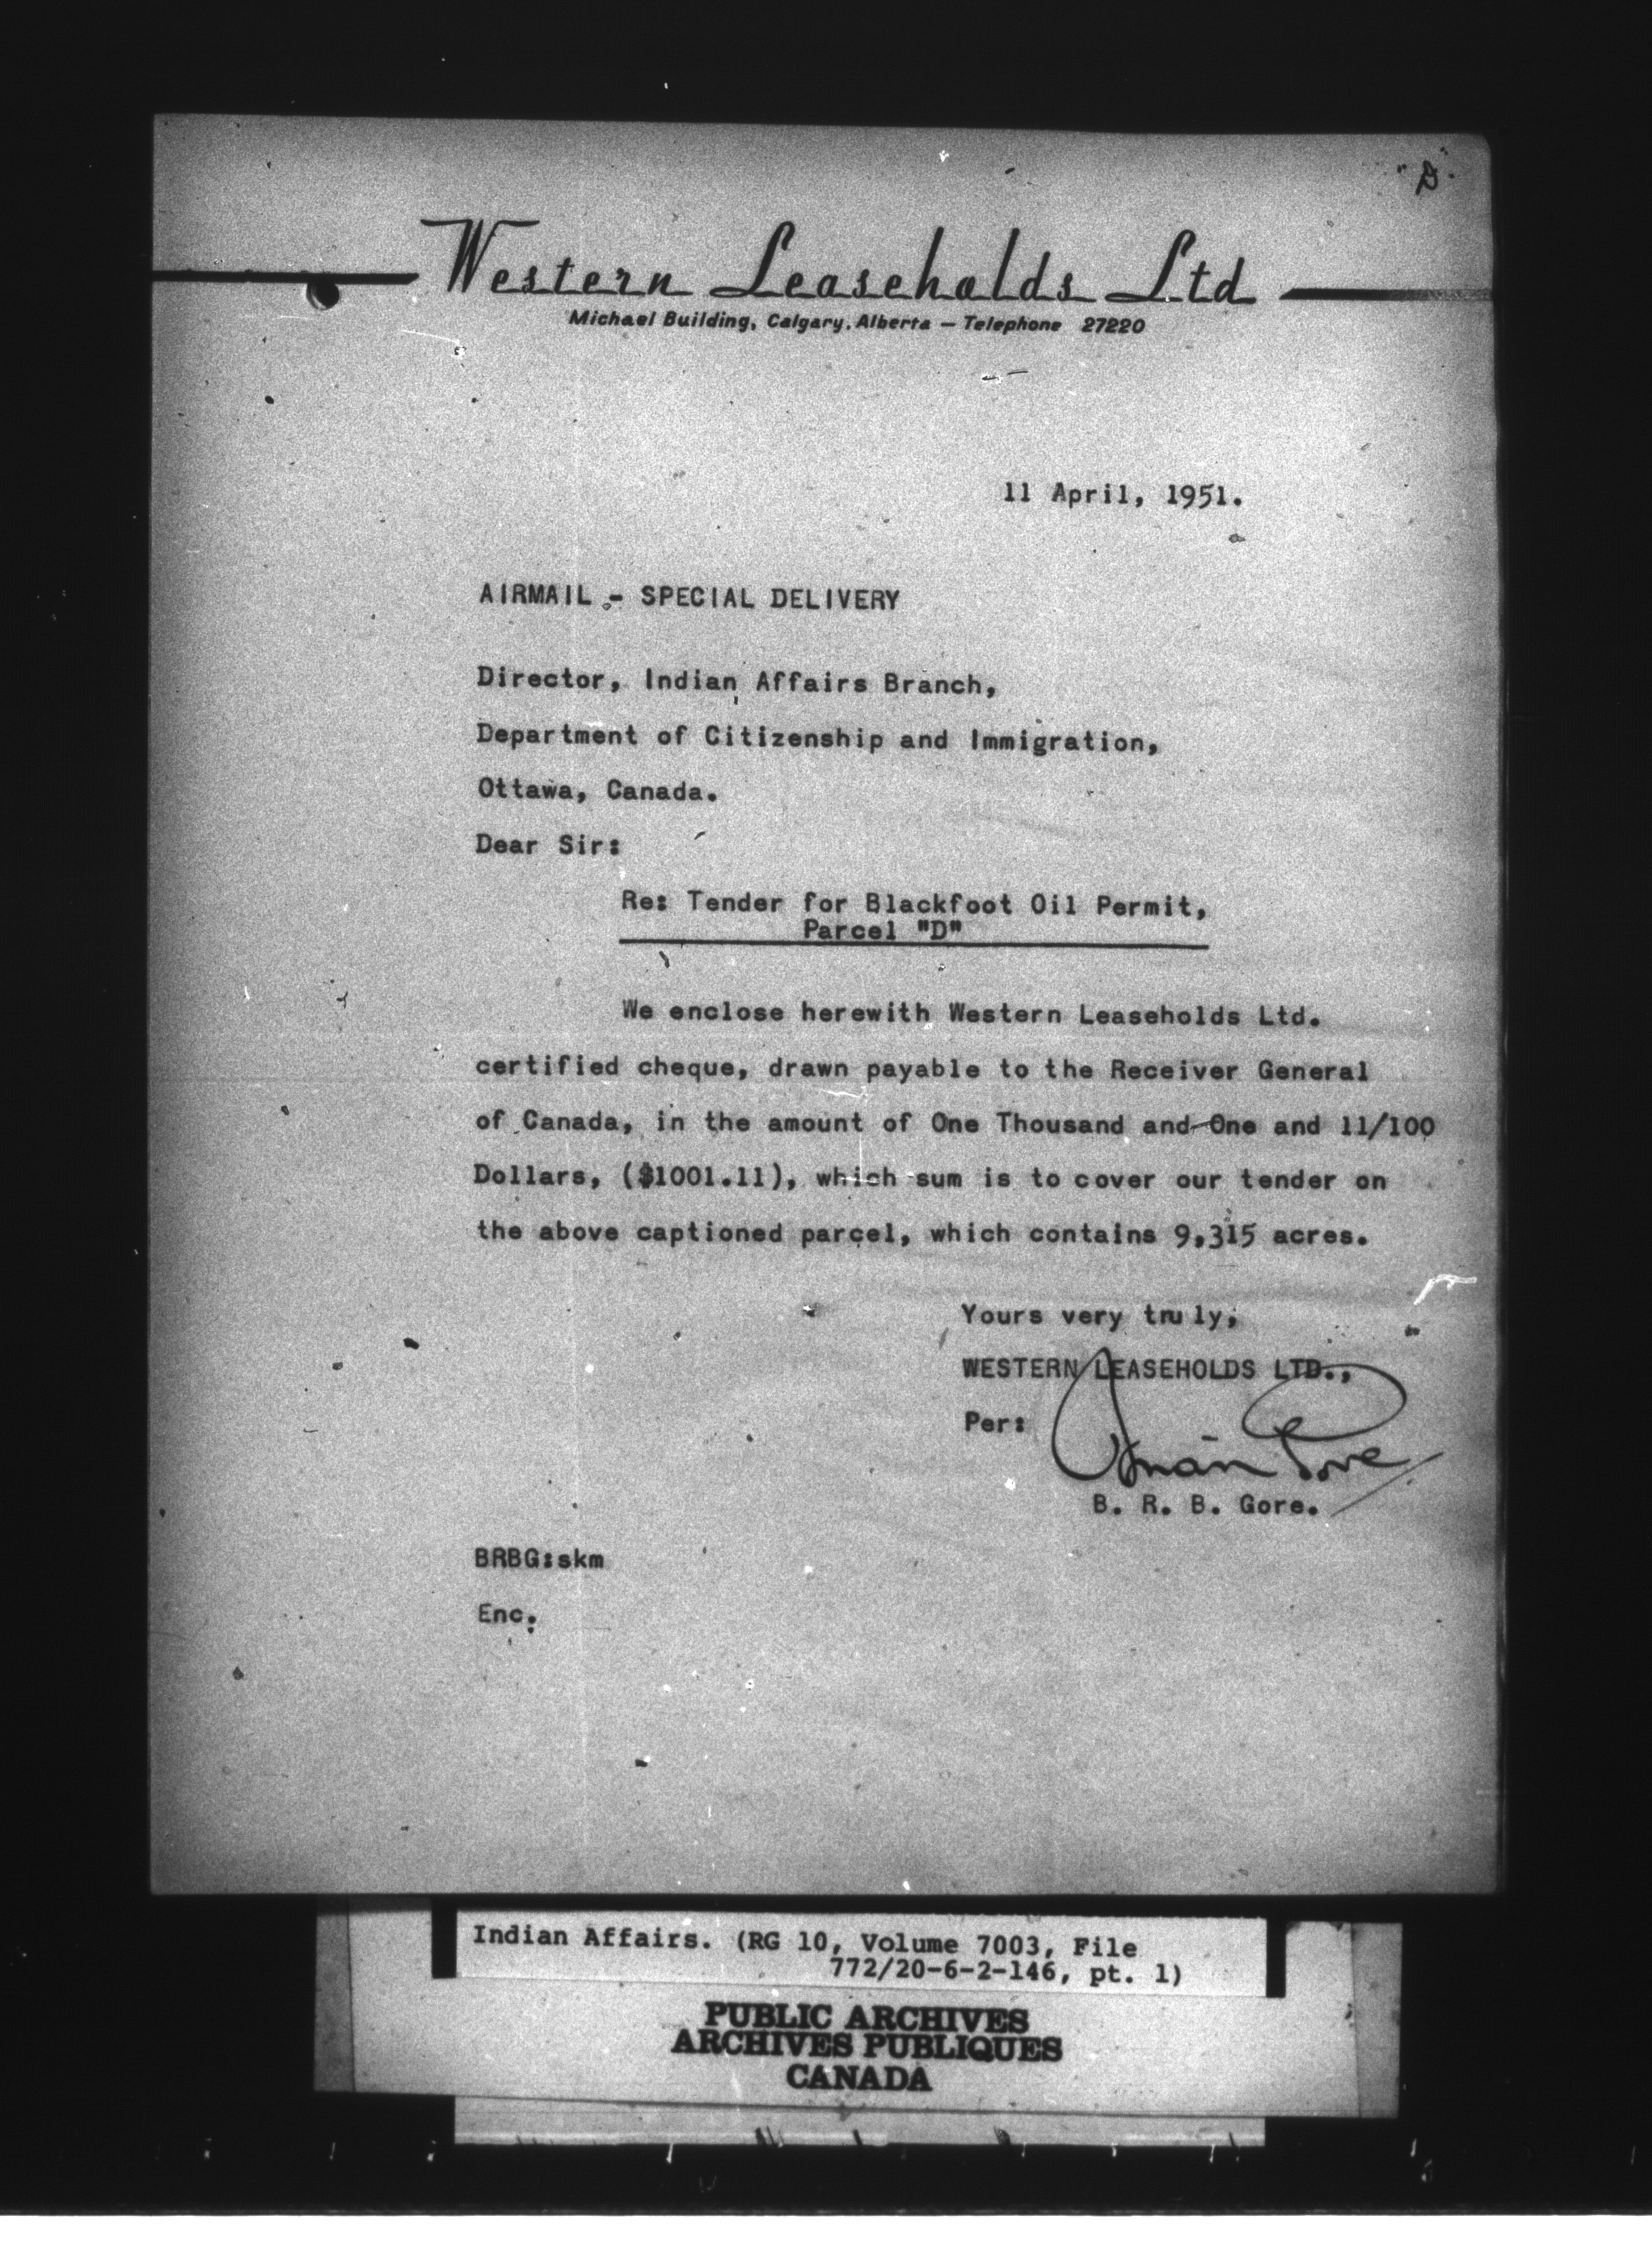 "D"
Western Leaseholds Ltd
Michael Building, Calgary, Alberta — Telephone 27220
11 April, 1951.
AIRMAIL - SPECIAL DELIVERY
Director, Indian Affairs Branch,
Department of Citizenship and Immigration,
Ottawa, Canada.
Dear Sir:
Re: Tender for Blackfoot Oil Permit,
Parcel "D"
We enclose herewith Western Leaseholds Ltd.
certified cheque, drawn payable to the Receiver General
of Canada, in the amount of One Thousand and One and 11/100
Dollars, ($1001.11), which sum is to cover our tender on
the above captioned parcel, which contains 9,315 acres.
Yours very truly,
WESTERN LEASEHOLDS LTD.,
Per:
B. R. B. Gore.
BRBG:skm
Enc.
Indian Affairs. (RG 10, Volume 7003, File
772/20-6-2-146, pt. 1)
PUBLIC ARCHIVES
ARCHIVES PUBLIQUES
CANADA